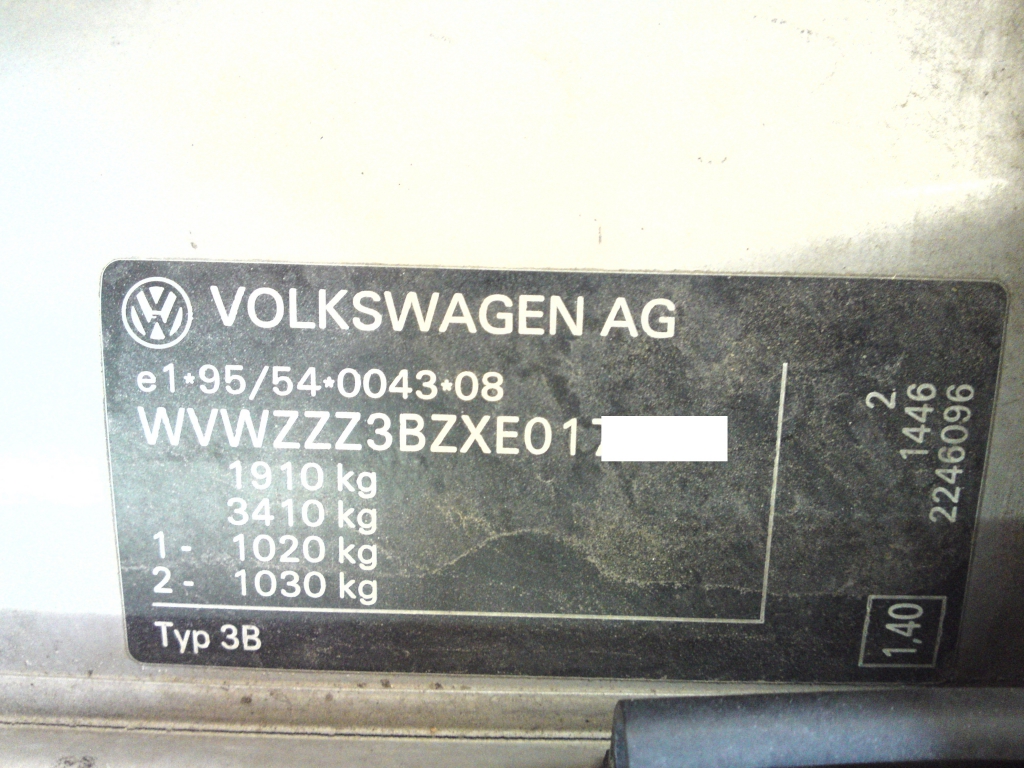 VOLKSWAGEN AG
e1*95/54*0043*08
WVWZZZ3BZXE017
1910 kg
3410 kg
1 - 1020 kg
2 - 1030 kg
Typ 3B
2
1446
2246096
1,40